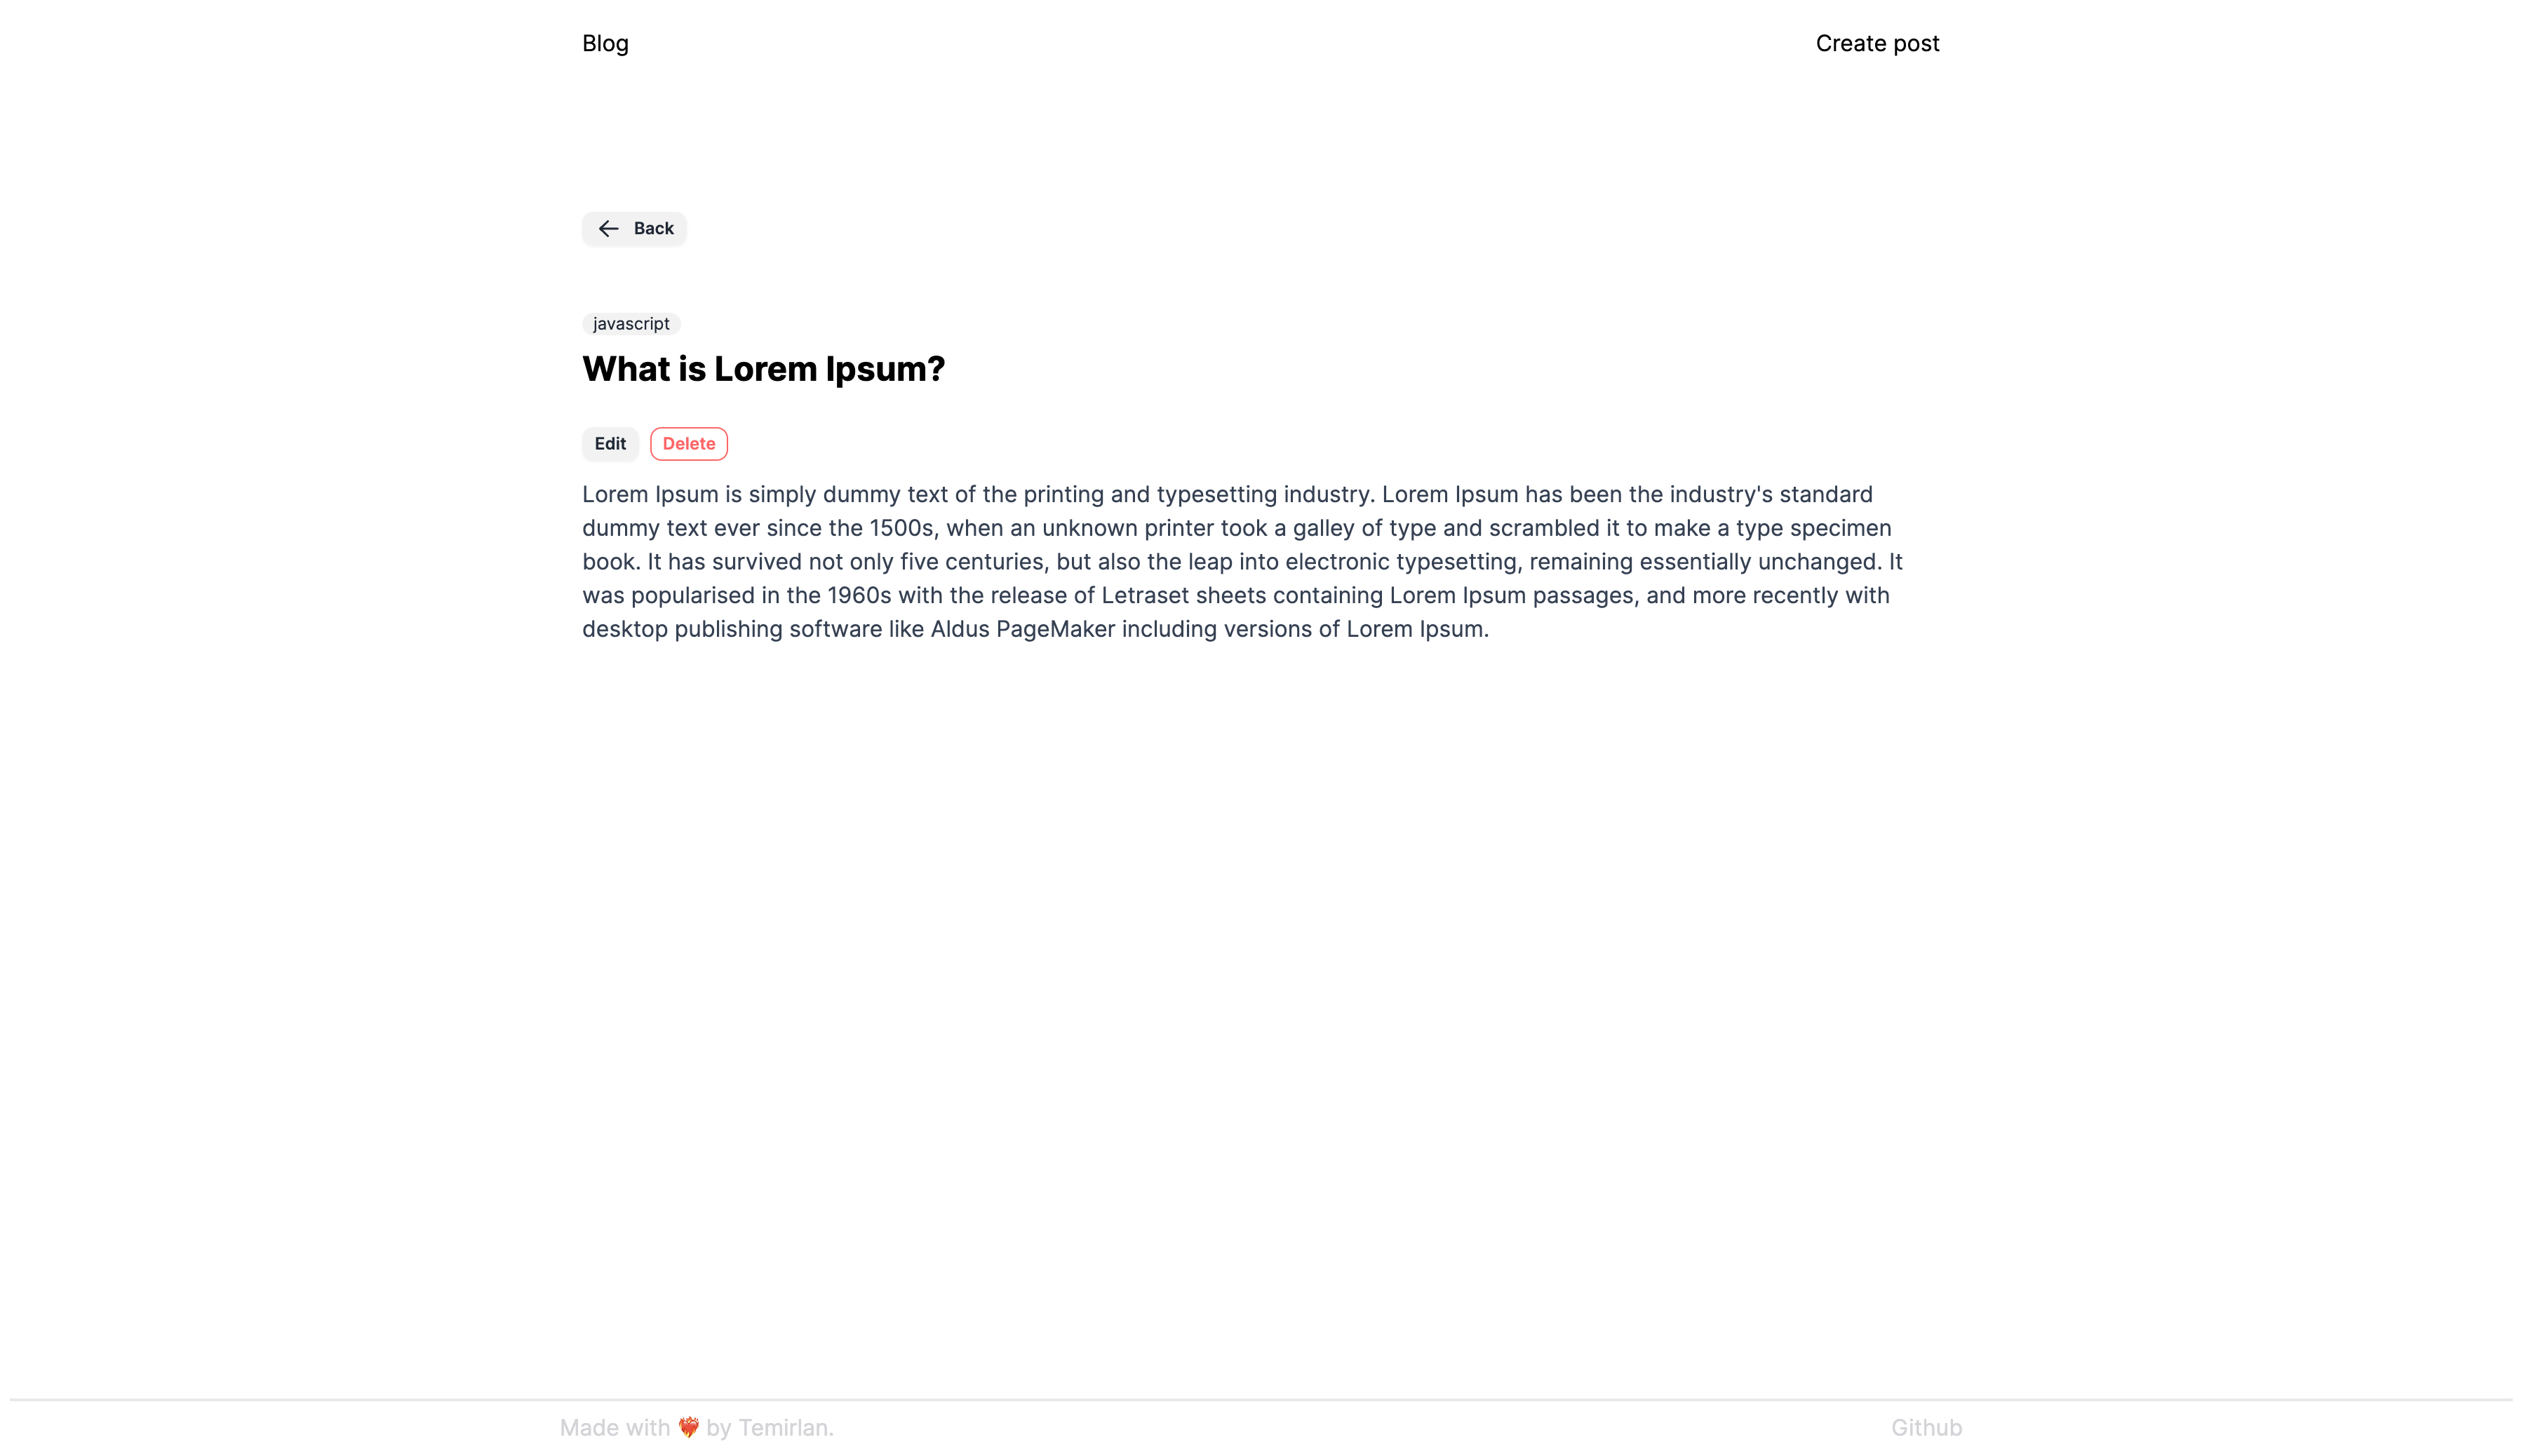 Blog
Create post
Back
javascript
What is Lorem Ipsum?
Edit
Delete
Lorem Ipsum is simply dummy text of the printing and typesetting industry. Lorem Ipsum has been the industry's standard
dummy text ever since the 1500s, when an unknown printer took a galley of type and scrambled it to make a type specimen
book. It has survived not only five centuries, but also the leap into electronic typesetting, remaining essentially unchanged. It
was popularised in the 1960s with the release of Letraset sheets containing Lorem Ipsum passages, and more recently with
desktop publishing software like Aldus PageMaker including versions of Lorem Ipsum.
Made with ❤️‍🔥 by Temirlan.
Github